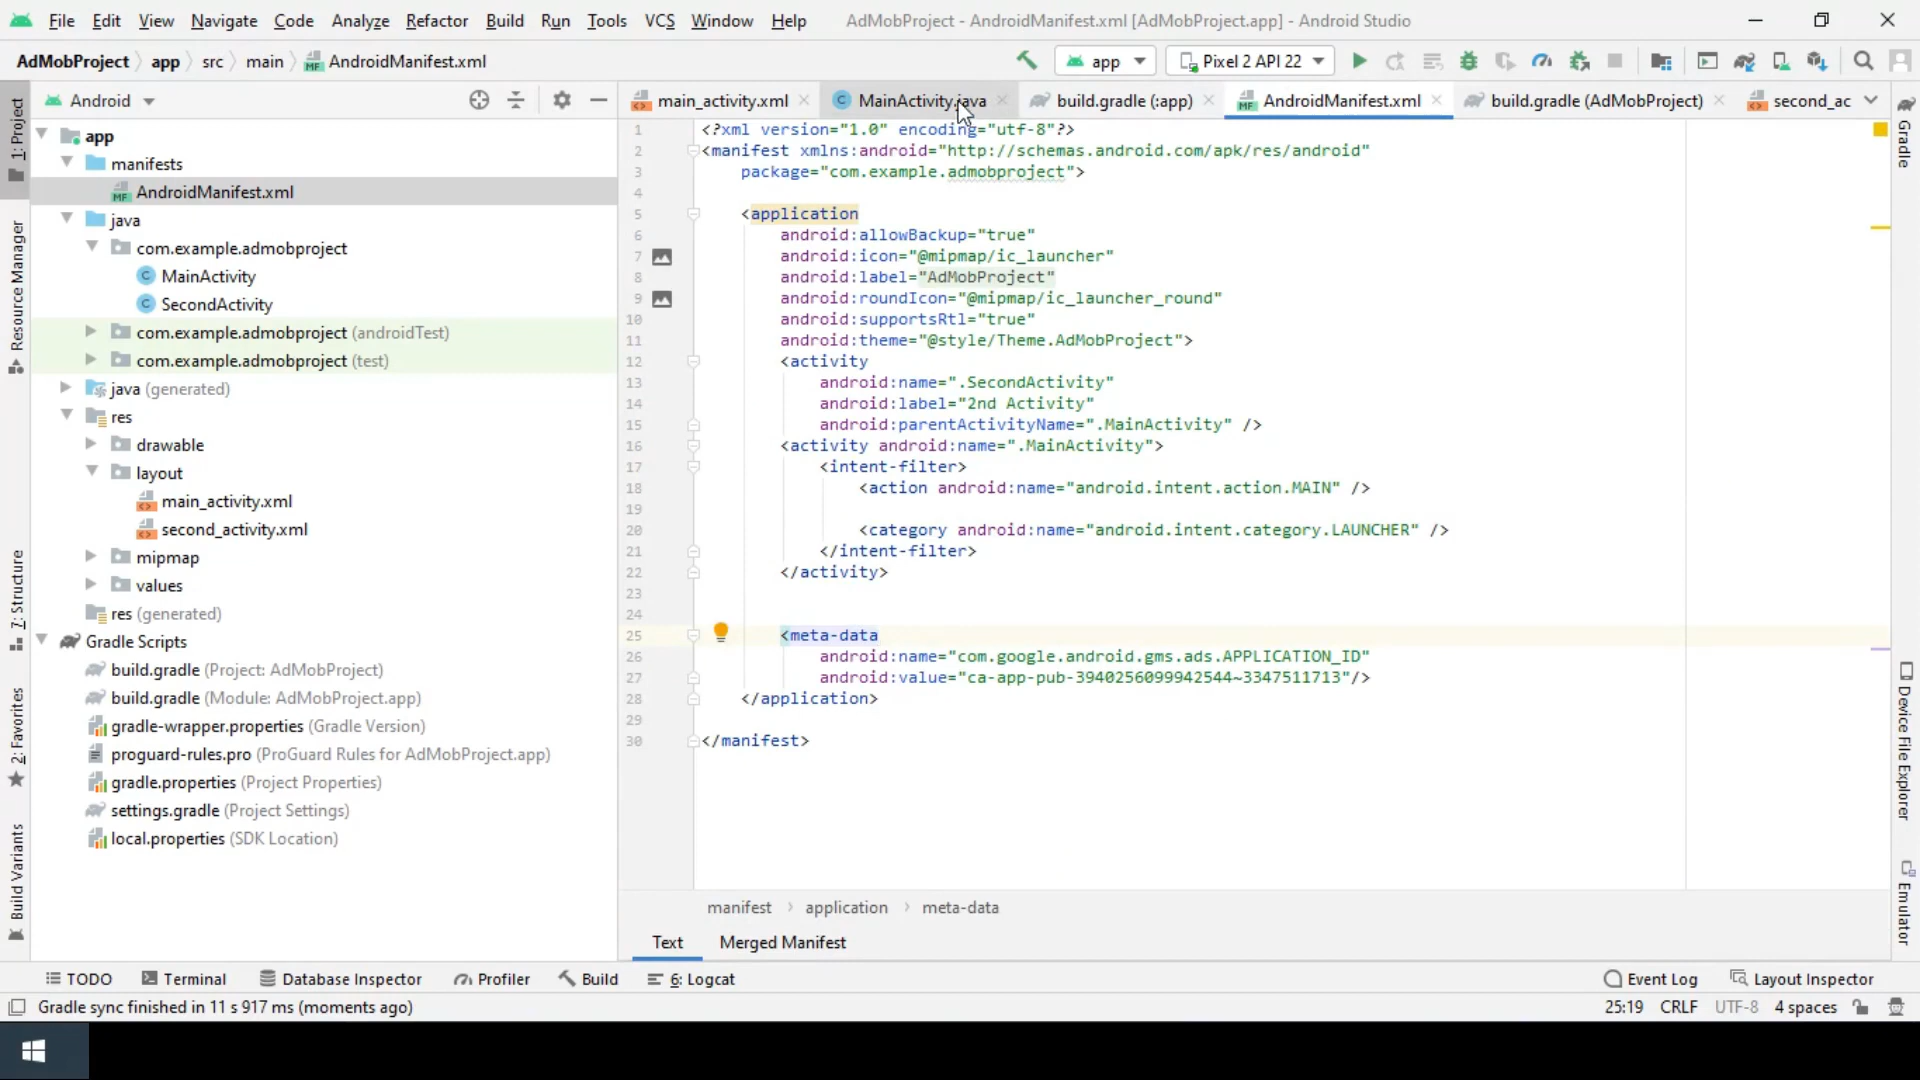 File Edit View Navigate Code Analyze Refactor Build Run Tools VCS Window Help AdMobProject - AndroidManifest.xml [AdMobProject.app] - Android Studio
AdMobProject app src main AndroidManifest.xml app Pixel 2 API 22
1: Project
Resource Manager
7: Structure
2: Favorites
Build Variants
Android
app
manifests
AndroidManifest.xml
java
com.example.admobproject
MainActivity
SecondActivity
com.example.admobproject (androidTest)
com.example.admobproject (test)
java (generated)
res
drawable
layout
main_activity.xml
second_activity.xml
mipmap
values
res (generated)
Gradle Scripts
build.gradle (Project: AdMobProject)
build.gradle (Module: AdMobProject.app)
gradle-wrapper.properties (Gradle Version)
proguard-rules.pro (ProGuard Rules for AdMobProject.app)
gradle.properties (Project Properties)
settings.gradle (Project Settings)
local.properties (SDK Location)
main_activity.xml MainActivity.java build.gradle (:app) AndroidManifest.xml build.gradle (AdMobProject) second_ac
1 <?xml version="1.0" encoding="utf-8"?>
2 <manifest xmlns:android="http://schemas.android.com/apk/res/android"
3 package="com.example.admobproject">
4
5 <application
6 android:allowBackup="true"
7 android:icon="@mipmap/ic_launcher"
8 android:label="AdMobProject"
9 android:roundIcon="@mipmap/ic_launcher_round"
10 android:supportsRtl="true"
11 android:theme="@style/Theme.AdMobProject">
12 <activity
13 android:name=".SecondActivity"
14 android:label="2nd Activity"
15 android:parentActivityName=".MainActivity" />
16 <activity android:name=".MainActivity">
17 <intent-filter>
18 <action android:name="android.intent.action.MAIN" />
19
20 <category android:name="android.intent.category.LAUNCHER" />
21 </intent-filter>
22 </activity>
23
24
25 <meta-data
26 android:name="com.google.android.gms.ads.APPLICATION_ID"
27 android:value="ca-app-pub-3940256099942544~3347511713"/>
28 </application>
29
30 </manifest>
manifest application meta-data
Text Merged Manifest
Gradle
Device File Explorer
Emulator
TODO Terminal Database Inspector Profiler Build 6: Logcat Event Log Layout Inspector
Gradle sync finished in 11 s 917 ms (moments ago) 25:19 CRLF UTF-8 4 spaces